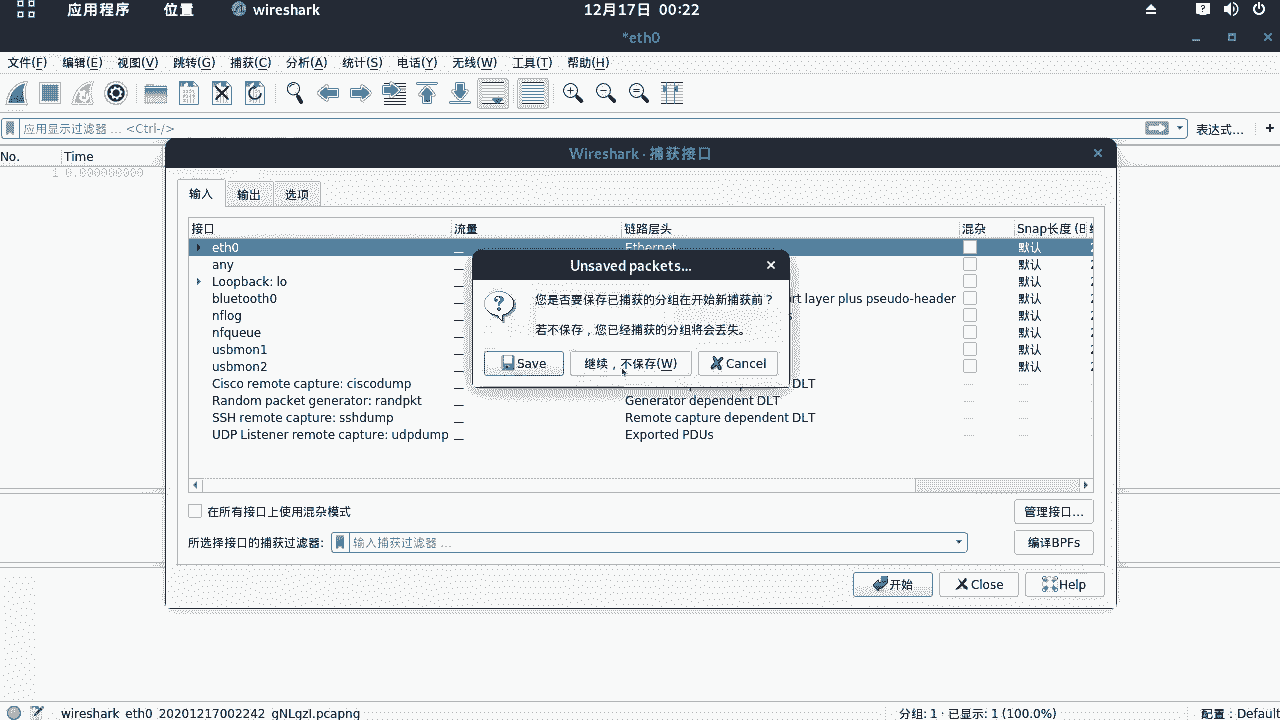 应用程序 位置 wireshark 12月17日 00:22
*eth0
文件(F) 编辑(E) 视图(V) 跳转(G) 捕获(C) 分析(A) 统计(S) 电话(Y) 无线(W) 工具(T) 帮助(H)
应用显示过滤器 … <Ctrl-/> 表达式… +
No. Time
1 0.000000000
Wireshark · 捕获接口
输入 输出 选项
接口 流量 链路层头 混杂 Snap长度 (B
eth0 Ethernet 默认
any 默认
Loopback: lo 默认
bluetooth0 rt layer plus pseudo-header 默认
nflog 默认
nfqueue 默认
usbmon1 默认
usbmon2 默认
Cisco remote capture: ciscodump DLT
Random packet generator: randpkt Generator dependent DLT
SSH remote capture: sshdump Remote capture dependent DLT
UDP Listener remote capture: udpdump Exported PDUs
Unsaved packets…
您是否要保存已捕获的分组在开始新捕获前？
若不保存，您已经捕获的分组将会丢失。
Save 继续，不保存(W) Cancel
在所有接口上使用混杂模式 管理接口…
所选择接口的捕获过滤器: 输入捕获过滤器 … 编译BPFs
开始 Close Help
wireshark_eth0_20201217002242_gNLgzI.pcapng 分组: 1 · 已显示: 1 (100.0%) 配置：Default